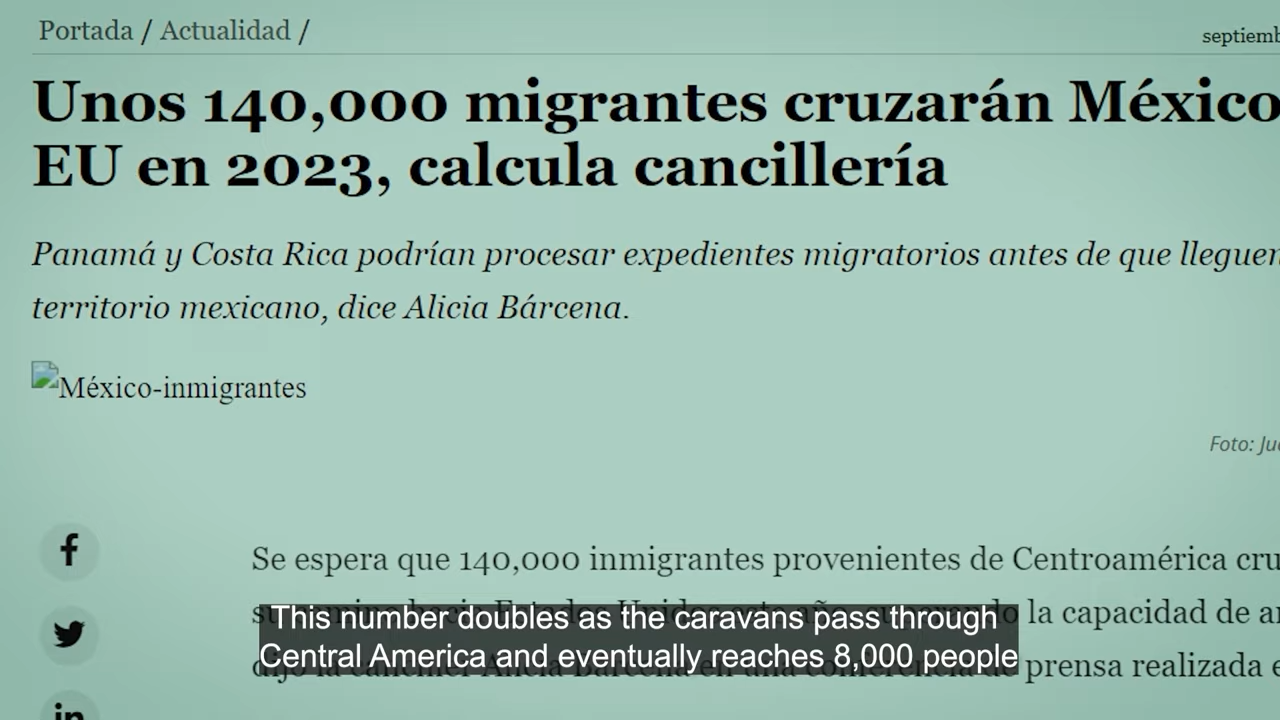 Portada / Actualidad /
septiemb
Unos 140,000 migrantes cruzarán México
EU en 2023, calcula cancillería
Panamá y Costa Rica podrían procesar expedientes migratorios antes de que lleguen
territorio mexicano, dice Alicia Bárcena.
México-inmigrantes
Foto: Ju
Se espera que 140,000 inmigrantes provenientes de Centroamérica cru
la capacidad de a
prensa realizada e
This number doubles as the caravans pass through
Central America and eventually reaches 8,000 people